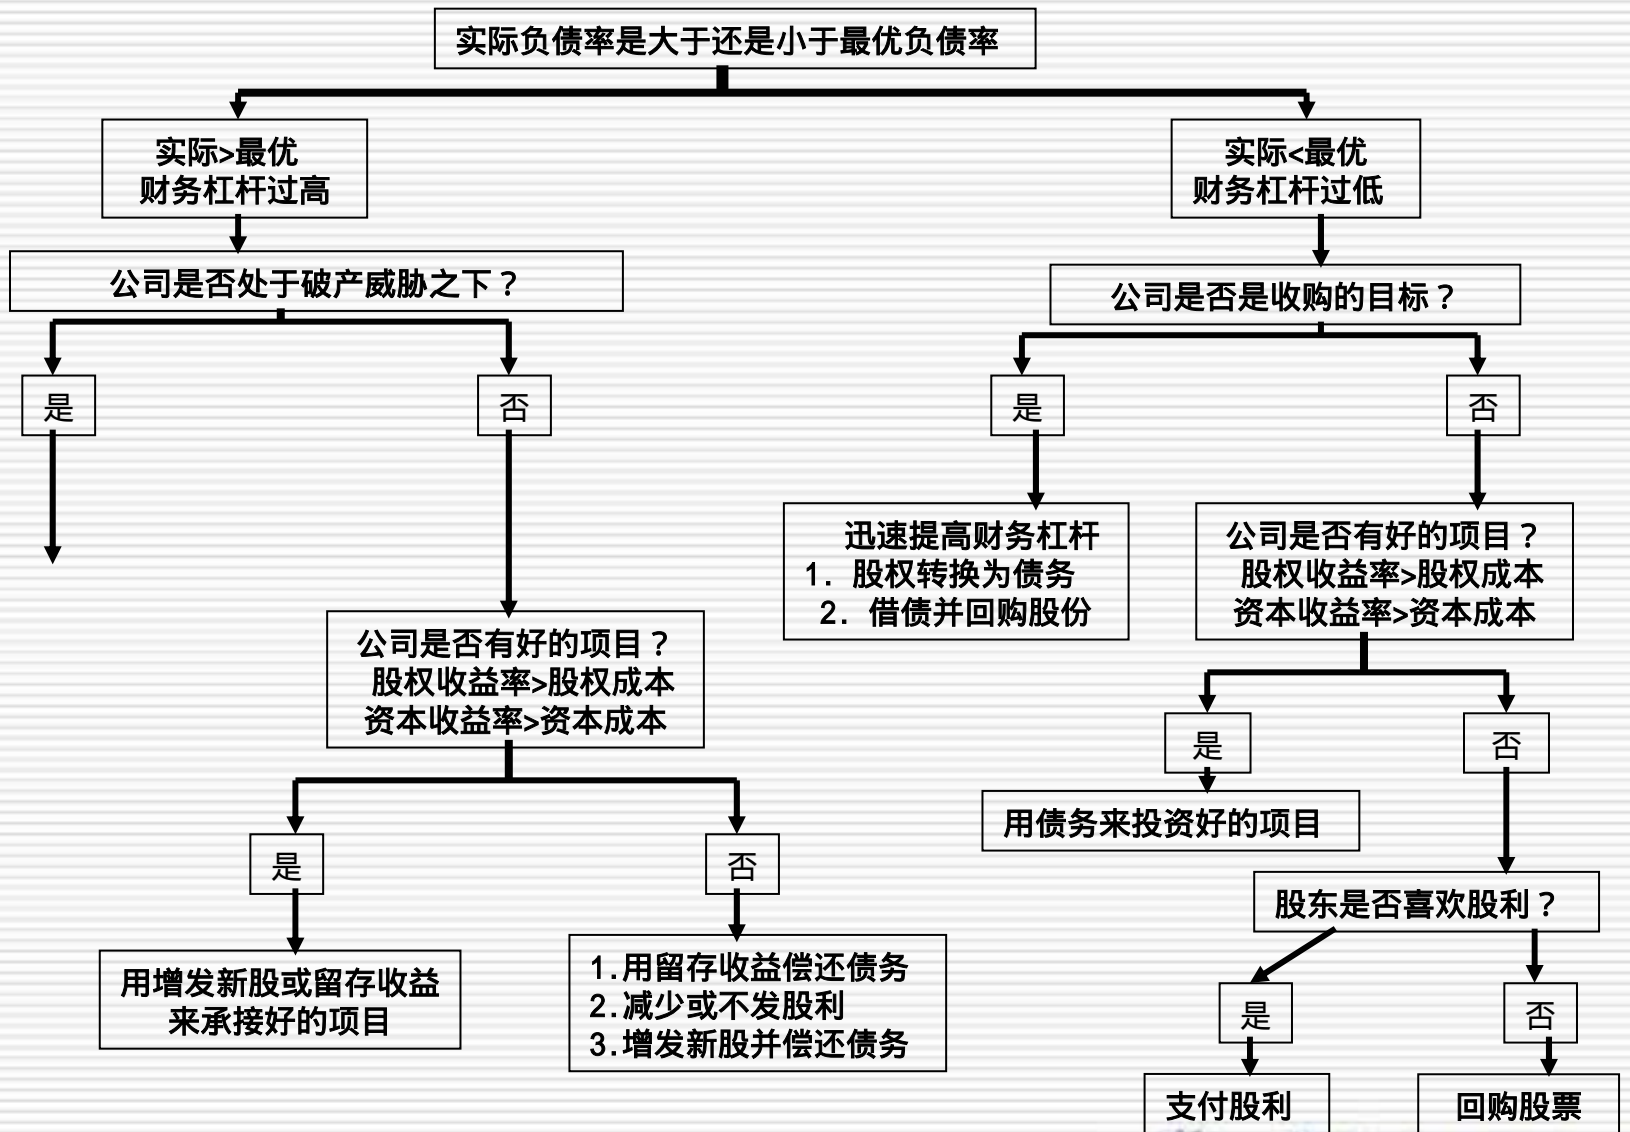 实际负债率是大于还是小于最优负债率
实际>最优
财务杠杆过高
实际<最优
财务杠杆过低
公司是否处于破产威胁之下？
公司是否是收购的目标？
是
否
是
否
迅速提高财务杠杆
1. 股权转换为债务
2. 借债并回购股份
公司是否有好的项目？
股权收益率>股权成本
资本收益率>资本成本
公司是否有好的项目？
股权收益率>股权成本
资本收益率>资本成本
是
否
用债务来投资好的项目
是
否
股东是否喜欢股利？
用增发新股或留存收益
来承接好的项目
1.用留存收益偿还债务
2.减少或不发股利
3.增发新股并偿还债务
是
否
支付股利
回购股票